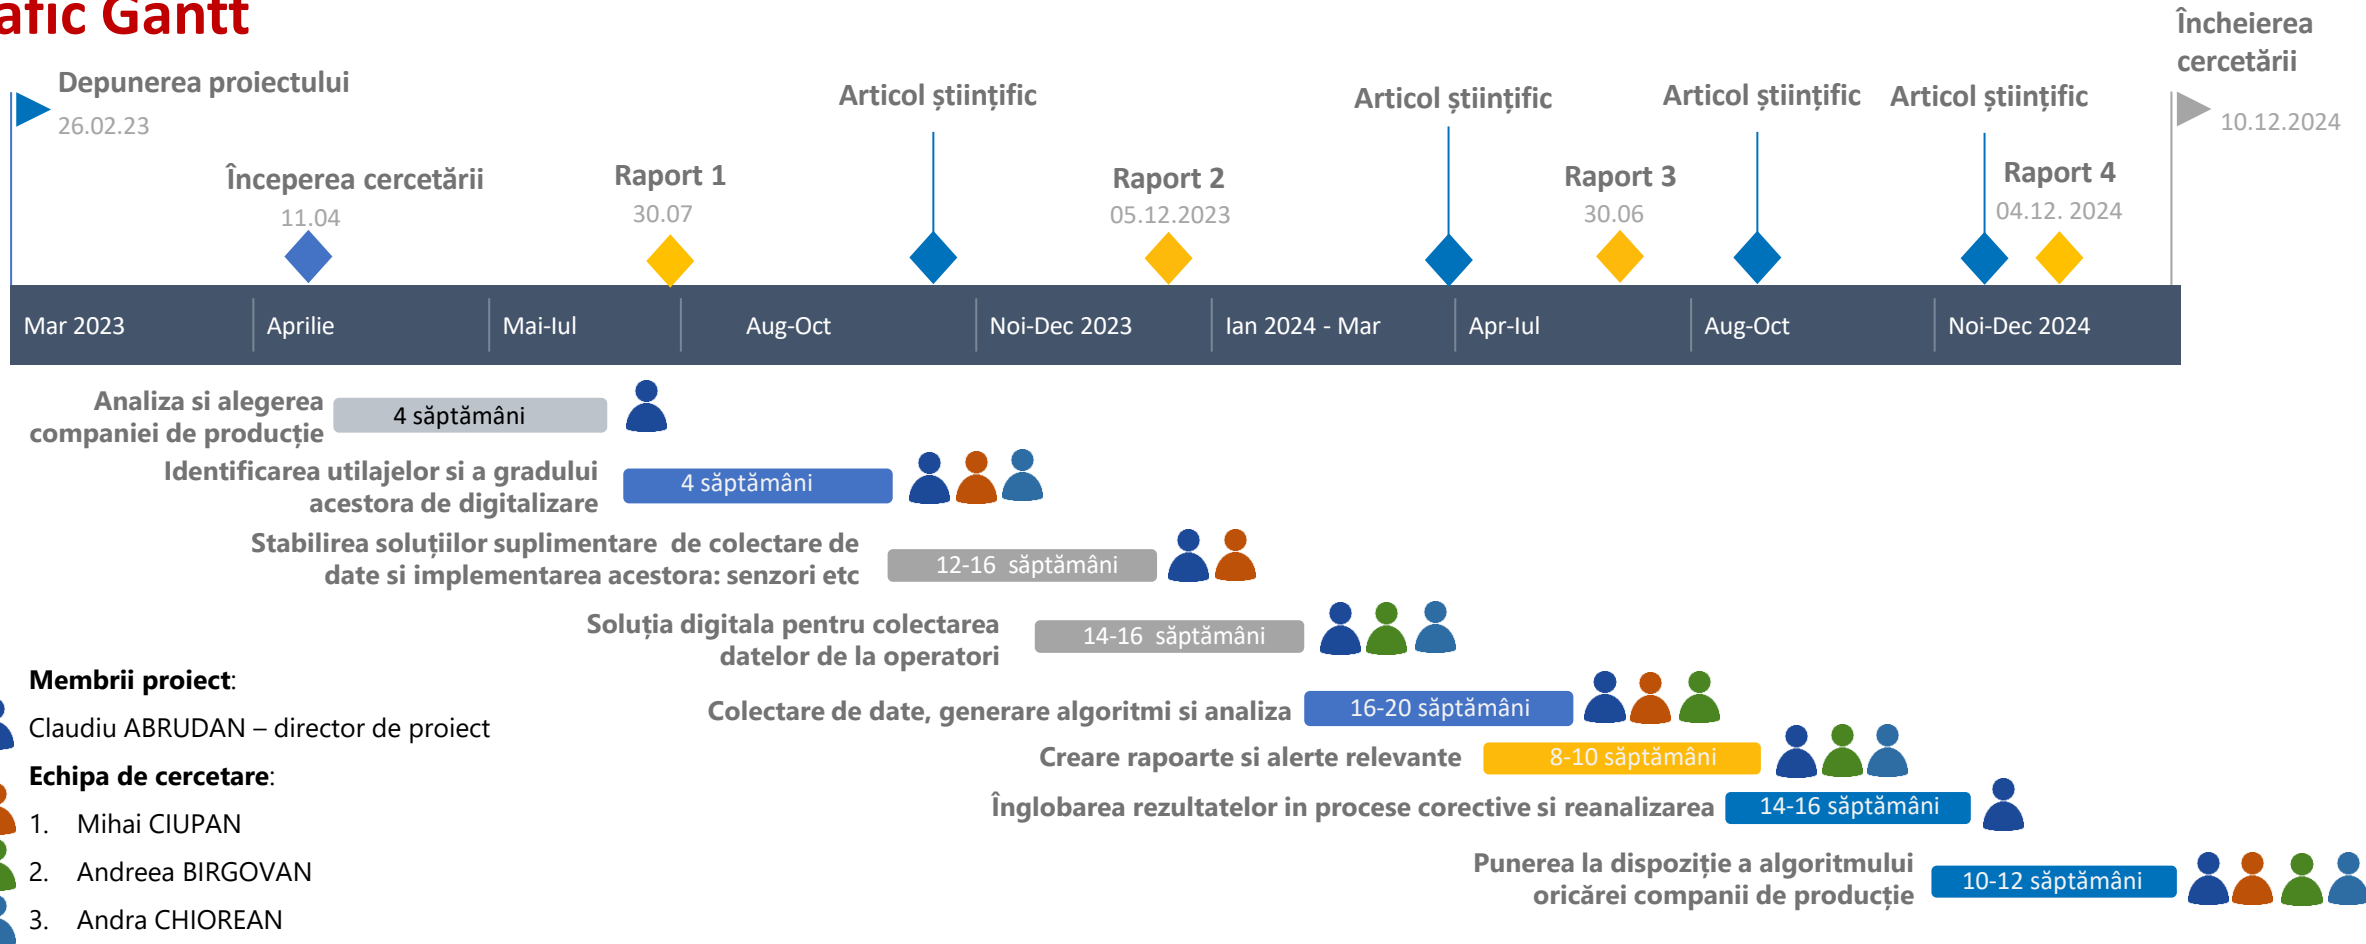 afic Gantt
Încheierea
cercetării
10.12.2024
Depunerea proiectului
26.02.23
Articol științific
Articol științific
Articol științific
Articol științific
Începerea cercetării
11.04
Raport 1
30.07
Raport 2
05.12.2023
Raport 3
30.06
Raport 4
04.12. 2024
Mar 2023
Aprilie
Mai-Iul
Aug-Oct
Noi-Dec 2023
Ian 2024 - Mar
Apr-Iul
Aug-Oct
Noi-Dec 2024
Analiza si alegerea
companiei de producție
4 săptămâni
Identificarea utilajelor si a gradului
acestora de digitalizare
4 săptămâni
Stabilirea soluțiilor suplimentare de colectare de
date si implementarea acestora: senzori etc
12-16 săptămâni
Soluția digitala pentru colectarea
datelor de la operatori
14-16 săptămâni
Colectare de date, generare algoritmi si analiza
16-20 săptămâni
Creare rapoarte si alerte relevante
8-10 săptămâni
Înglobarea rezultatelor in procese corective si reanalizarea
14-16 săptămâni
Punerea la dispoziție a algoritmului
oricărei companii de producție
10-12 săptămâni
Membrii proiect:
Claudiu ABRUDAN – director de proiect
Echipa de cercetare:
1. Mihai CIUPAN
2. Andreea BIRGOVAN
3. Andra CHIOREAN